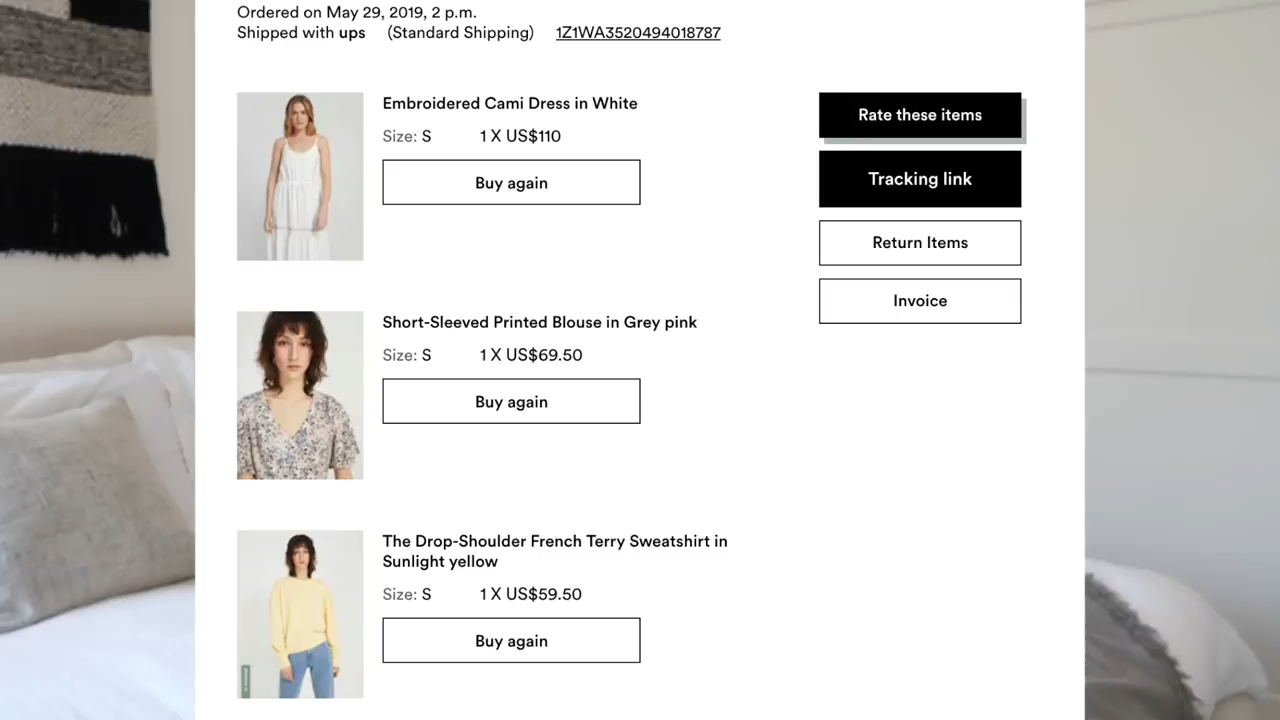 Ordered on May 29, 2019, 2 p.m.
Shipped with ups (Standard Shipping) 1Z1WA3520494018787
Embroidered Cami Dress in White
Size: S 1 X US$110
Buy again
Short-Sleeved Printed Blouse in Grey pink
Size: S 1 X US$69.50
Buy again
The Drop-Shoulder French Terry Sweatshirt in
Sunlight yellow
Size: S 1 X US$59.50
Buy again
Rate these items
Tracking link
Return Items
Invoice